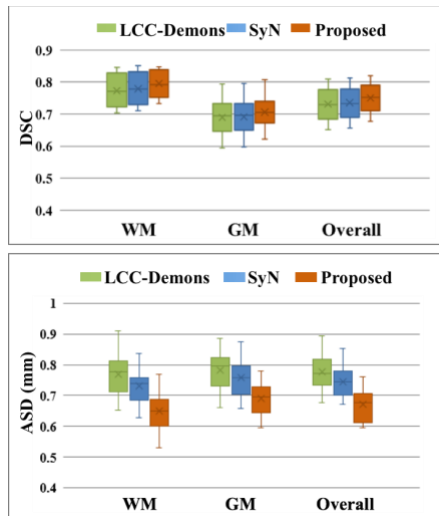 LCC-Demons SyN Proposed
0.9
0.8
0.7
0.6
0.5
0.4
DSC
WM GM Overall
LCC-Demons SyN Proposed
1
0.9
0.8
0.7
0.6
0.5
0.4
ASD (mm)
WM GM Overall